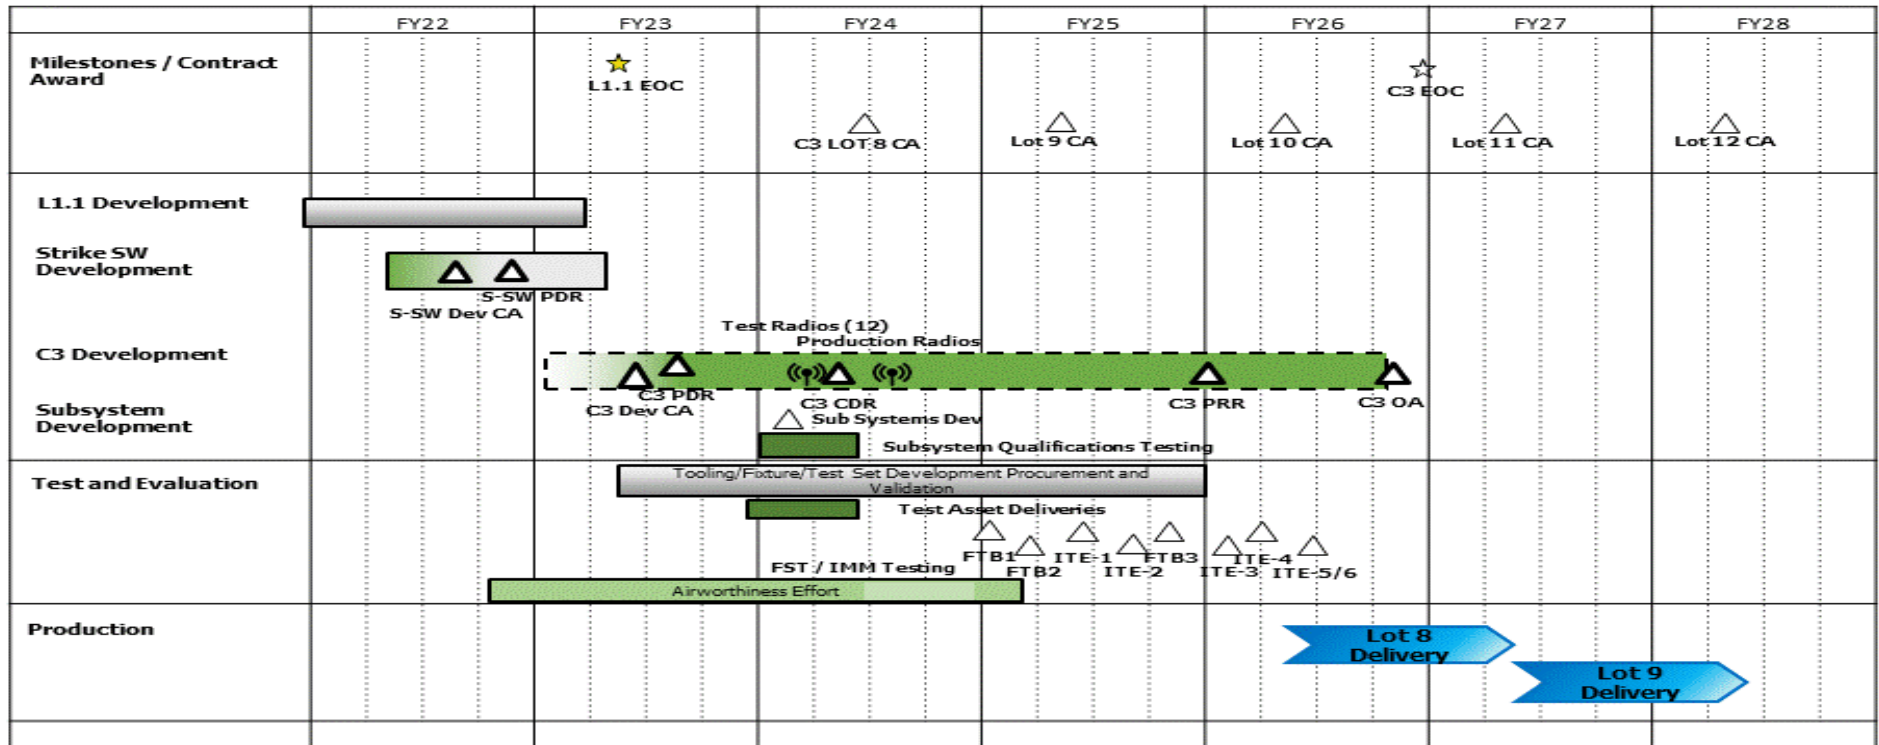 FY22 FY23 FY24 FY25 FY26 FY27 FY28
Milestones / Contract
Award
L1.1 EOC
C3 EOC
C3 LOT 8 CA
Lot 9 CA
Lot 10 CA
Lot 11 CA
Lot 12 CA
L1.1 Development
Strike SW
Development
S-SW PDR
S-SW Dev CA
Test Radios (12)
Production Radios
C3 Development
C3 PDR
C3 Dev CA
C3 CDR
C3 PRR
C3 OA
Subsystem
Development
Sub Systems Dev
Subsystem Qualifications Testing
Test and Evaluation
Tooling/Fixture/Test Set Development Procurement and
Validation
Test Asset Deliveries
FTB1
FTB2
ITE-1
ITE-2
FTB3
ITE-3
ITE-4
ITE-5/6
FST / IMM Testing
Airworthiness Effort
Production
Lot 8
Delivery
Lot 9
Delivery